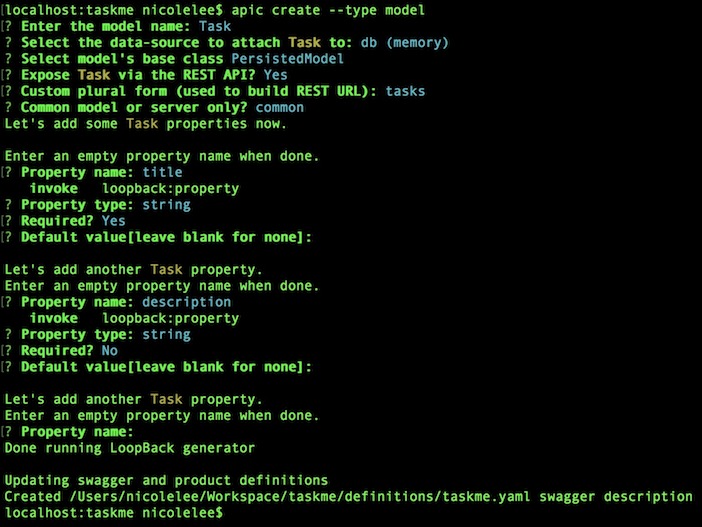 [localhost:taskme nicolelee$ apic create --type model
[? Enter the model name: Task
? Select the data-source to attach Task to: db (memory)
? Select model's base class PersistedModel
[? Expose Task via the REST API? Yes
[? Custom plural form (used to build REST URL): tasks
? Common model or server only? common
Let's add some Task properties now.
Enter an empty property name when done.
[? Property name: title
invoke loopback:property
? Property type: string
[? Required? Yes
[? Default value[leave blank for none]:
Let's add another Task property.
Enter an empty property name when done.
[? Property name: description
invoke loopback:property
? Property type: string
[? Required? No
[? Default value[leave blank for none]:
Let's add another Task property.
Enter an empty property name when done.
[? Property name:
Done running LoopBack generator
Updating swagger and product definitions
Created /Users/nicolelee/Workspace/taskme/definitions/taskme.yaml swagger description
localhost:taskme nicolelee$